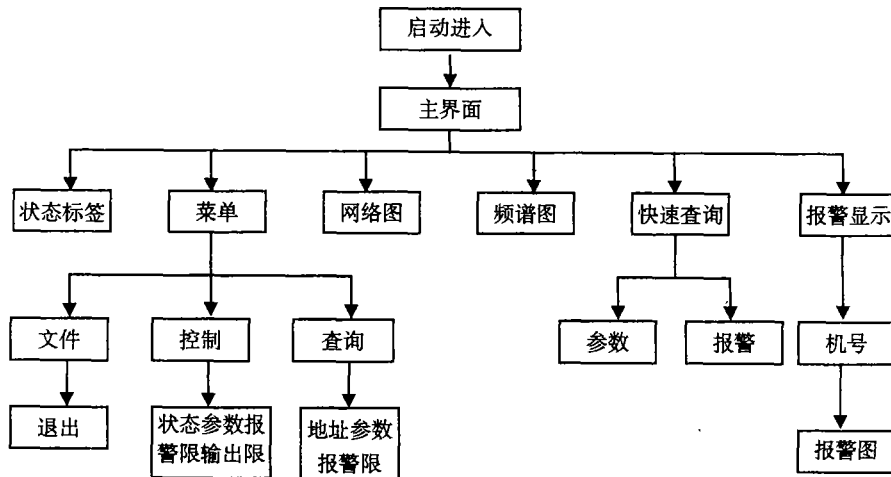 启动进入
主界面
状态标签
菜单
网络图
频谱图
快速查询
报警显示
文件
控制
查询
参数
报警
机号
退出
状态参数报
警限输出限
地址参数
报警限
报警图